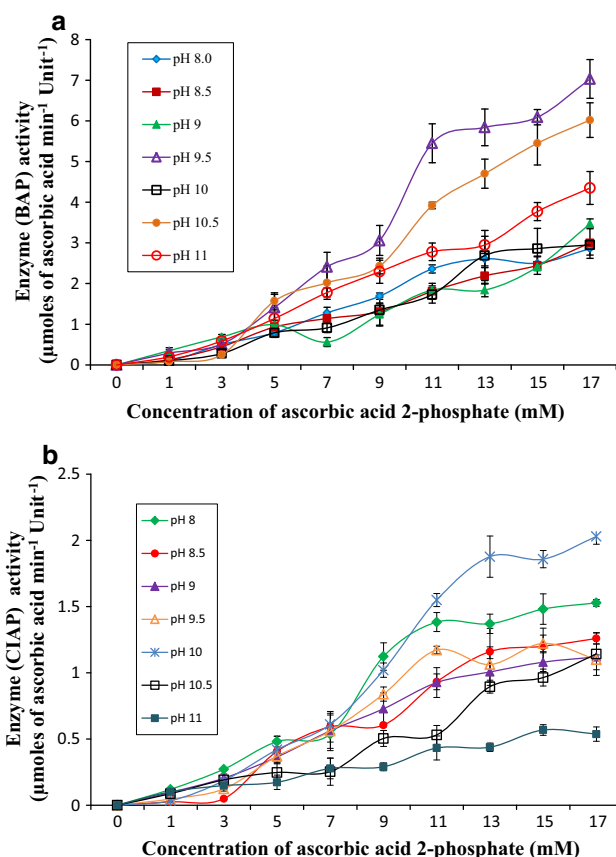 a
pH 8.0
pH 8.5
pH 9
pH 9.5
pH 10
pH 10.5
pH 11
Enzyme (BAP) activity
(µmoles of ascorbic acid min⁻¹ Unit⁻¹)
8
7
6
5
4
3
2
1
0
0 1 3 5 7 9 11 13 15 17
Concentration of ascorbic acid 2-phosphate (mM)
b
pH 8
pH 8.5
pH 9
pH 9.5
pH 10
pH 10.5
pH 11
Enzyme (CIAP) activity
(µmoles of ascorbic acid min⁻¹ Unit⁻¹)
2.5
2
1.5
1
0.5
0
0 1 3 5 7 9 11 13 15 17
Concentration of ascorbic acid 2-phosphate (mM)